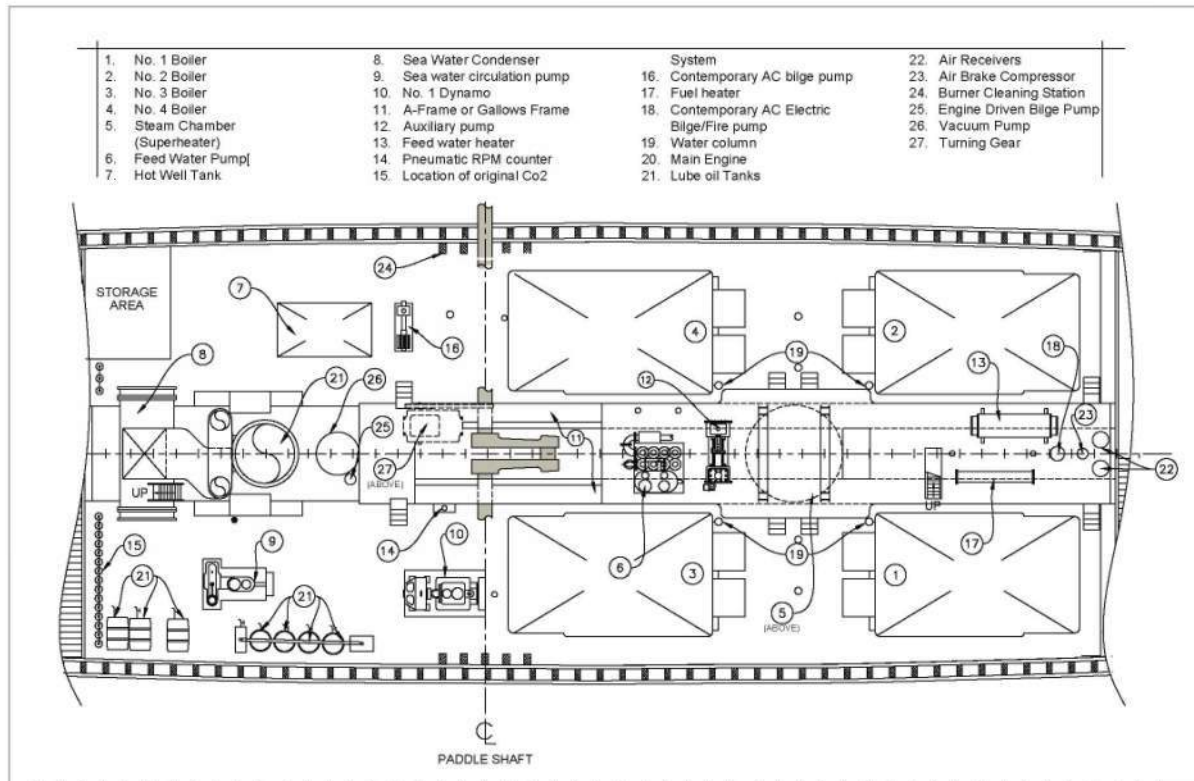 1. No. 1 Boiler
2. No. 2 Boiler
3. No. 3 Boiler
4. No. 4 Boiler
5. Steam Chamber
(Superheater)
6. Feed Water Pump[
7. Hot Well Tank
8. Sea Water Condenser
9. Sea water circulation pump
10. No. 1 Dynamo
11. A-Frame or Gallows Frame
12. Auxiliary pump
13. Feed water heater
14. Pneumatic RPM counter
15. Location of original Co2
System
16. Contemporary AC bilge pump
17. Fuel heater
18. Contemporary AC Electric
Bilge/Fire pump
19. Water column
20. Main Engine
21. Lube oil Tanks
22. Air Receivers
23. Air Brake Compressor
24. Burner Cleaning Station
25. Engine Driven Bilge Pump
26. Vacuum Pump
27. Turning Gear
24
STORAGE
AREA
7
16
4
2
8
19
18
13
21
26
12
23
25
11
27
(ABOVE)
22
UP
UP
14
10
6
3
19
1
17
15
21
9
21
5
(ABOVE)
CL
PADDLE SHAFT